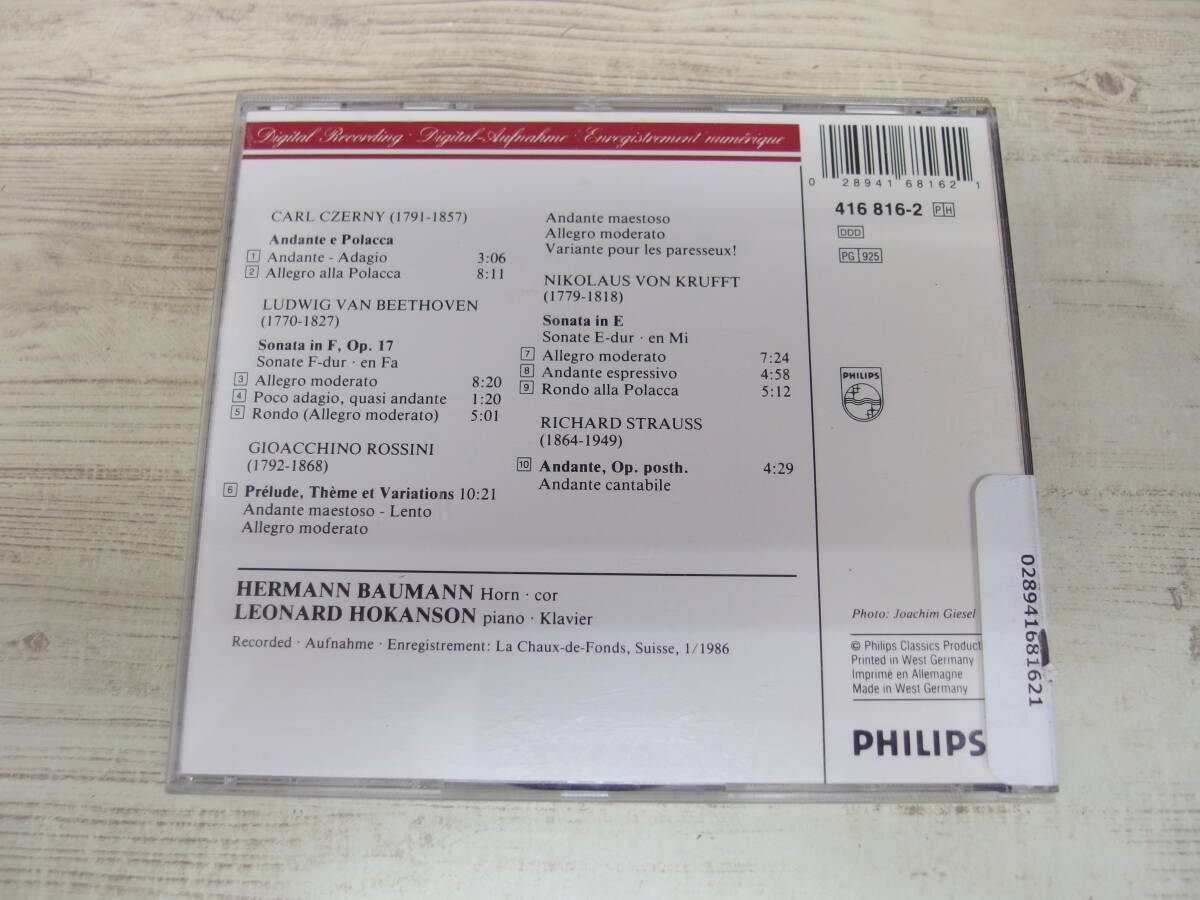 Digital Recording · Digital-Aufnahme · Enregistrement numérique
CARL CZERNY (1791-1857)
Andante e Polacca
1 Andante - Adagio 3:06
2 Allegro alla Polacca 8:11
LUDWIG VAN BEETHOVEN
(1770-1827)
Sonata in F, Op. 17
Sonate F-dur · en Fa
3 Allegro moderato 8:20
4 Poco adagio, quasi andante 1:20
5 Rondo (Allegro moderato) 5:01
GIOACCHINO ROSSINI
(1792-1868)
6 Prélude, Thème et Variations 10:21
Andante maestoso - Lento
Allegro moderato
Andante maestoso
Allegro moderato
Variante pour les paresseux!
NIKOLAUS VON KRUFFT
(1779-1818)
Sonata in E
Sonate E-dur · en Mi
7 Allegro moderato 7:24
8 Andante espressivo 4:58
9 Rondo alla Polacca 5:12
RICHARD STRAUSS
(1864-1949)
10 Andante, Op. posth. 4:29
Andante cantabile
HERMANN BAUMANN Horn · cor
LEONARD HOKANSON piano · Klavier
Recorded · Aufnahme · Enregistrement: La Chaux-de-Fonds, Suisse, 1/1986
0 28941 68162 1
416 816-2 PH
DDD
PG 925
PHILIPS
Photo: Joachim Giesel
© Philips Classics Product
Printed in West Germany
Imprimé en Allemagne
Made in West Germany
PHILIPS
028941681621